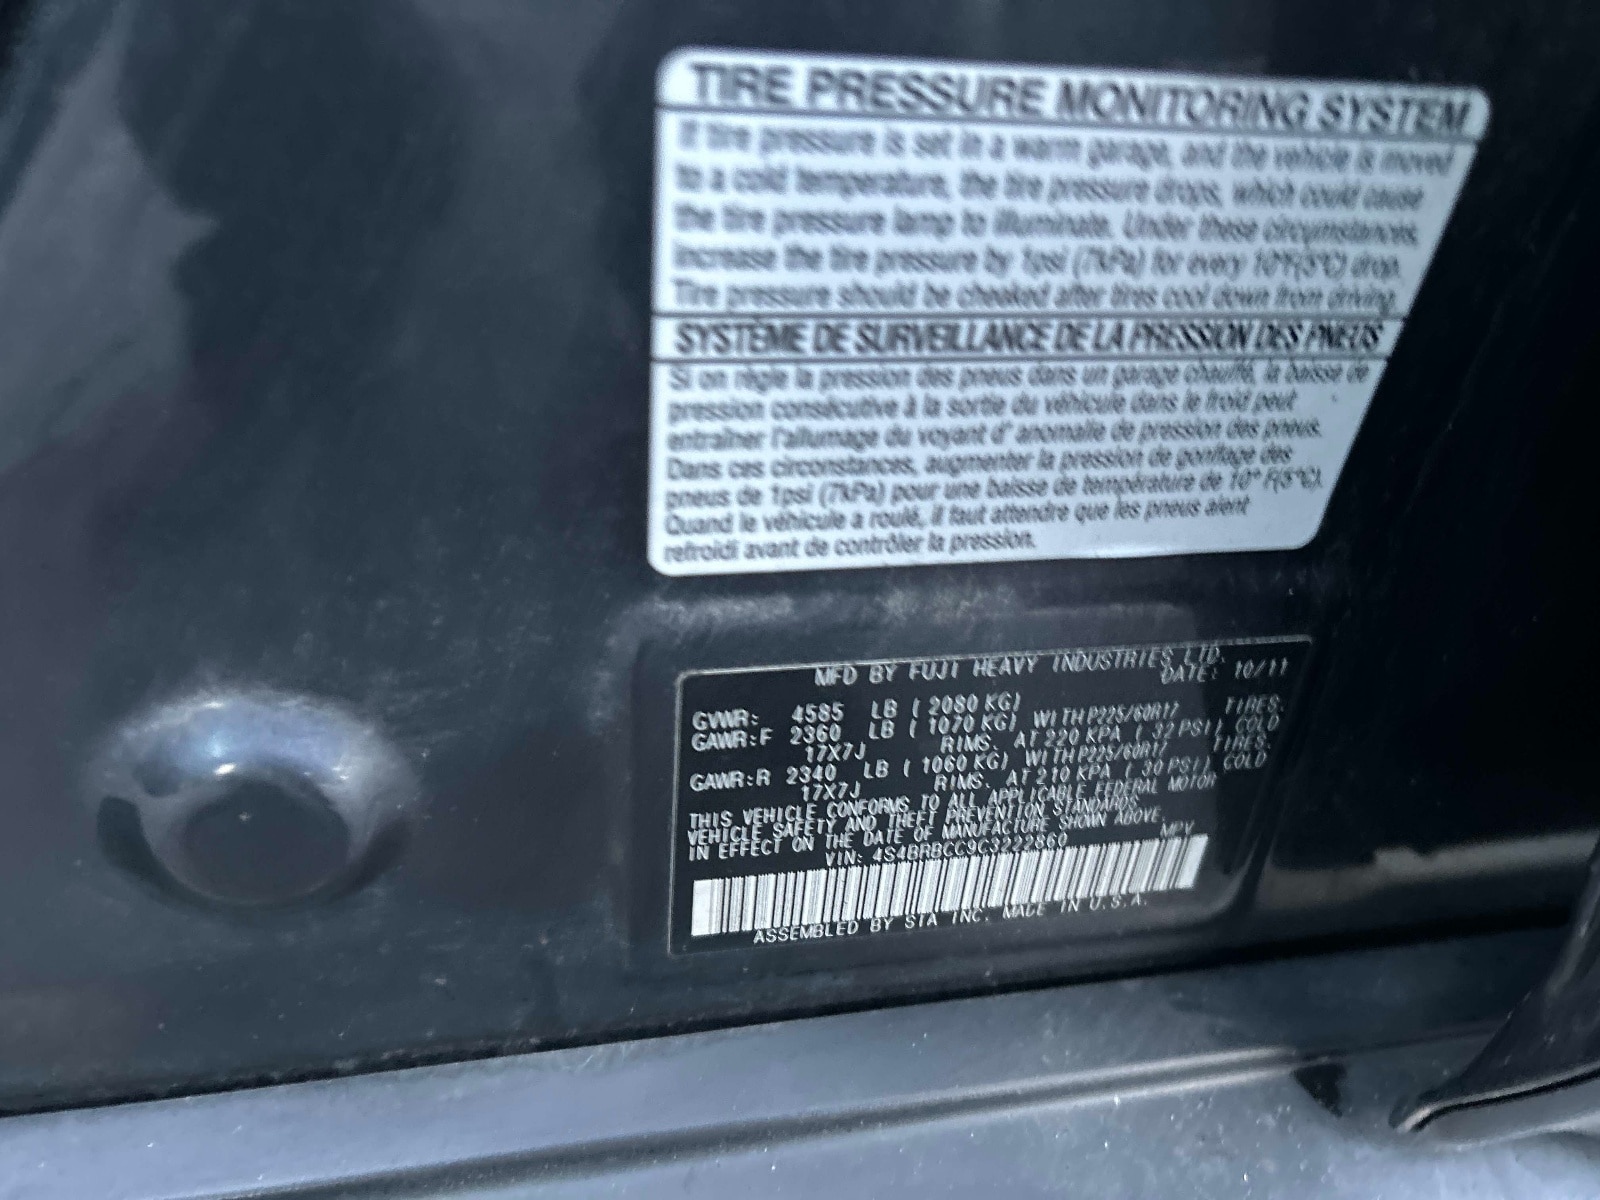 TIRE PRESSURE MONITORING SYSTEM
If tire pressure is set in a warm garage, and the vehicle is moved
to a cold temperature, the tire pressure drops, which could cause
the tire pressure lamp to illuminate. Under these circumstances,
increase the tire pressure by 1psi (7kPa) for every 10°F(5°C) drop.
Tire pressure should be checked after tires cool down from driving.
SYSTÈME DE SURVEILLANCE DE LA PRESSION DES PNEUS
Si on règle la pression des pneus dans un garage chauffé, la baisse de
pression consécutive à la sortie du véhicule dans le froid peut
entraîner l'allumage du voyant d' anomalie de pression des pneus.
Dans ces circonstances, augmenter la pression de gonflage des
pneus de 1psi (7kPa) pour une baisse de température de 10° F(5°C).
Quand le véhicule a roulé, il faut attendre que les pneus aient
refroidi avant de contrôler la pression.
MFD BY FUJI HEAVY INDUSTRIES LTD.
DATE: 10/11
GVWR: 4585 LB ( 2080 KG)
GAWR:F 2360 LB ( 1070 KG) WITH P225/60R17 TIRES.
17X7J RIMS. AT 220 KPA ( 32 PSI) COLD
GAWR:R 2340 LB ( 1060 KG) WITH P225/60R17 TIRES.
17X7J RIMS. AT 210 KPA ( 30 PSI) COLD
THIS VEHICLE CONFORMS TO ALL APPLICABLE FEDERAL MOTOR
VEHICLE SAFETY AND THEFT PREVENTION STANDARDS
IN EFFECT ON THE DATE OF MANUFACTURE SHOWN ABOVE.
VIN: 4S4BRBCC9C3222860 MPV
ASSEMBLED BY SIA INC. MADE IN U.S.A.